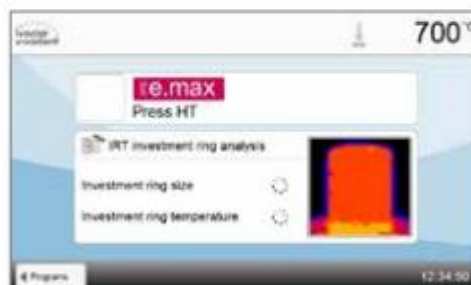 700°C
e.max
Press HT
IRT investment ring analysis
Investment ring size
Investment ring temperature
Programs
12:34:50